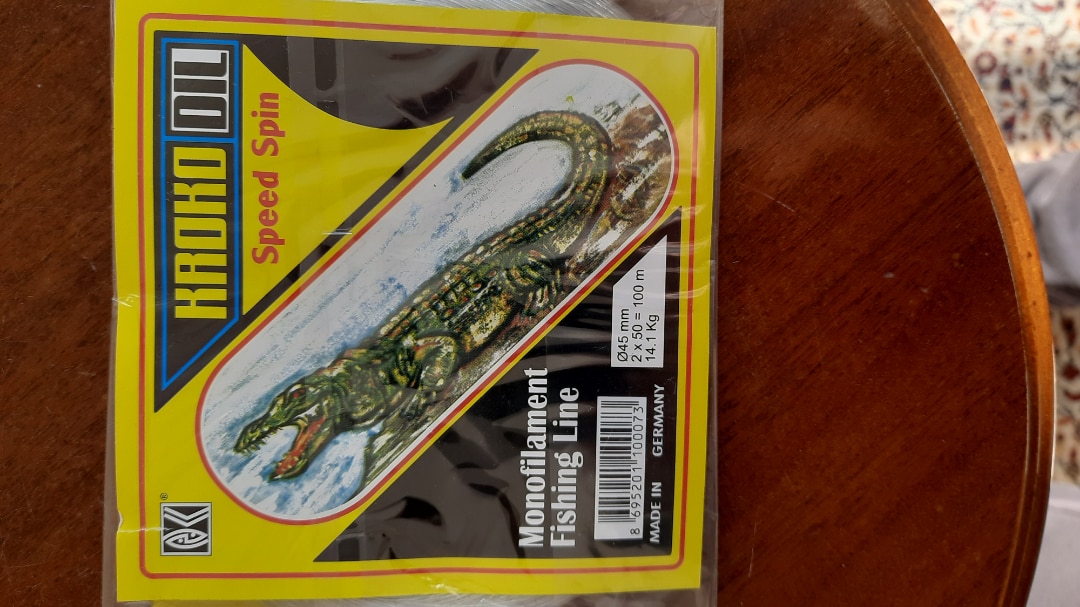 KROKODIL
Speed Spin
Ø45 mm
2 x 50 = 100 m
14.1 Kg
Monofilament
Fishing Line
8 695201 100073
MADE IN GERMANY
®